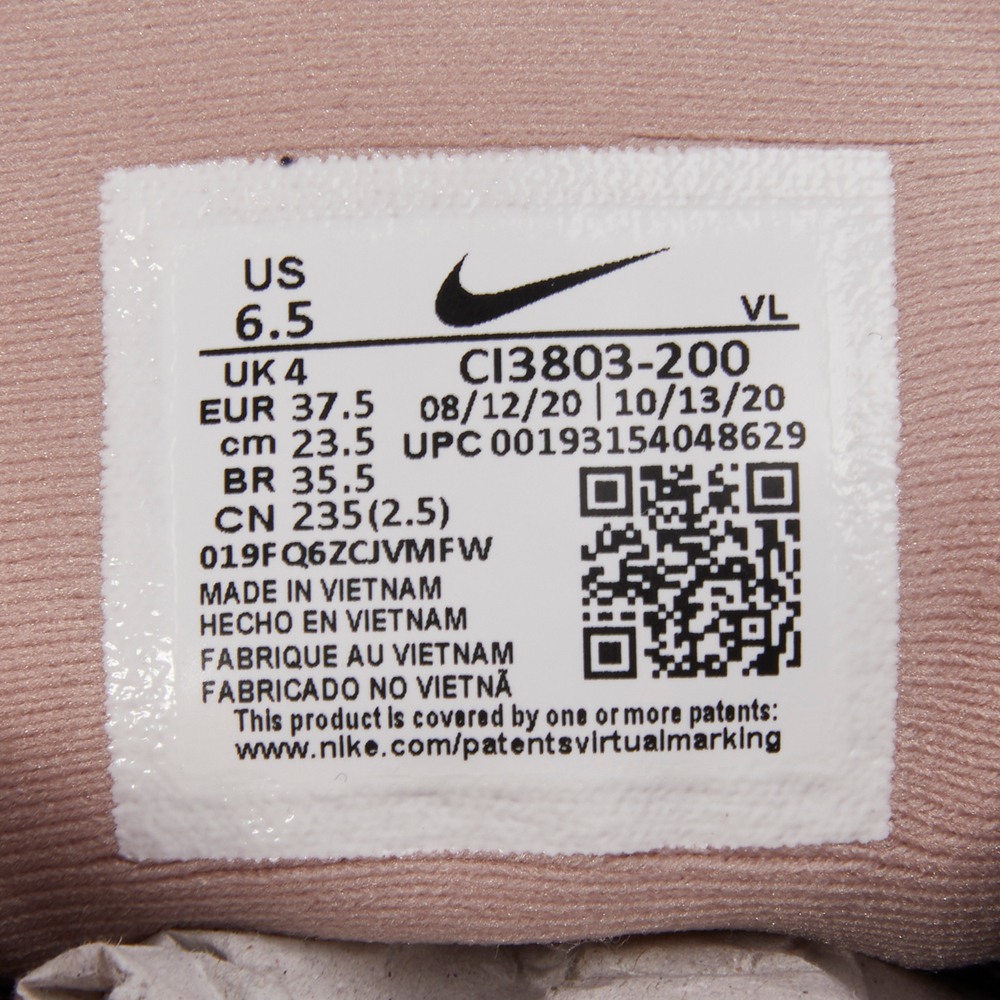 US
6.5
VL
UK 4
CI3803-200
EUR 37.5
08/12/20 | 10/13/20
cm 23.5
UPC 00193154048629
BR 35.5
CN 235(2.5)
019FQ6ZCJVMFW
MADE IN VIETNAM
HECHO EN VIETNAM
FABRIQUE AU VIETNAM
FABRICADO NO VIETNÃ
This product is covered by one or more patents:
www.nike.com/patentsvirtualmarking